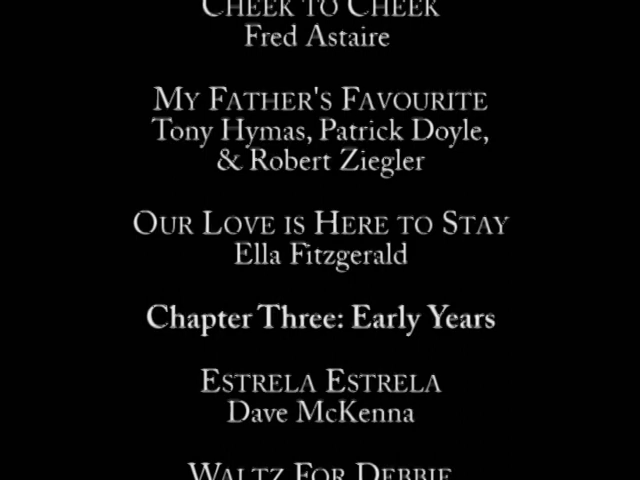 CHEEK TO CHEEK
Fred Astaire
MY FATHER'S FAVOURITE
Tony Hymas, Patrick Doyle,
& Robert Ziegler
OUR LOVE IS HERE TO STAY
Ella Fitzgerald
Chapter Three: Early Years
ESTRELA ESTRELA
Dave McKenna
WALTZ FOR DEBBIE